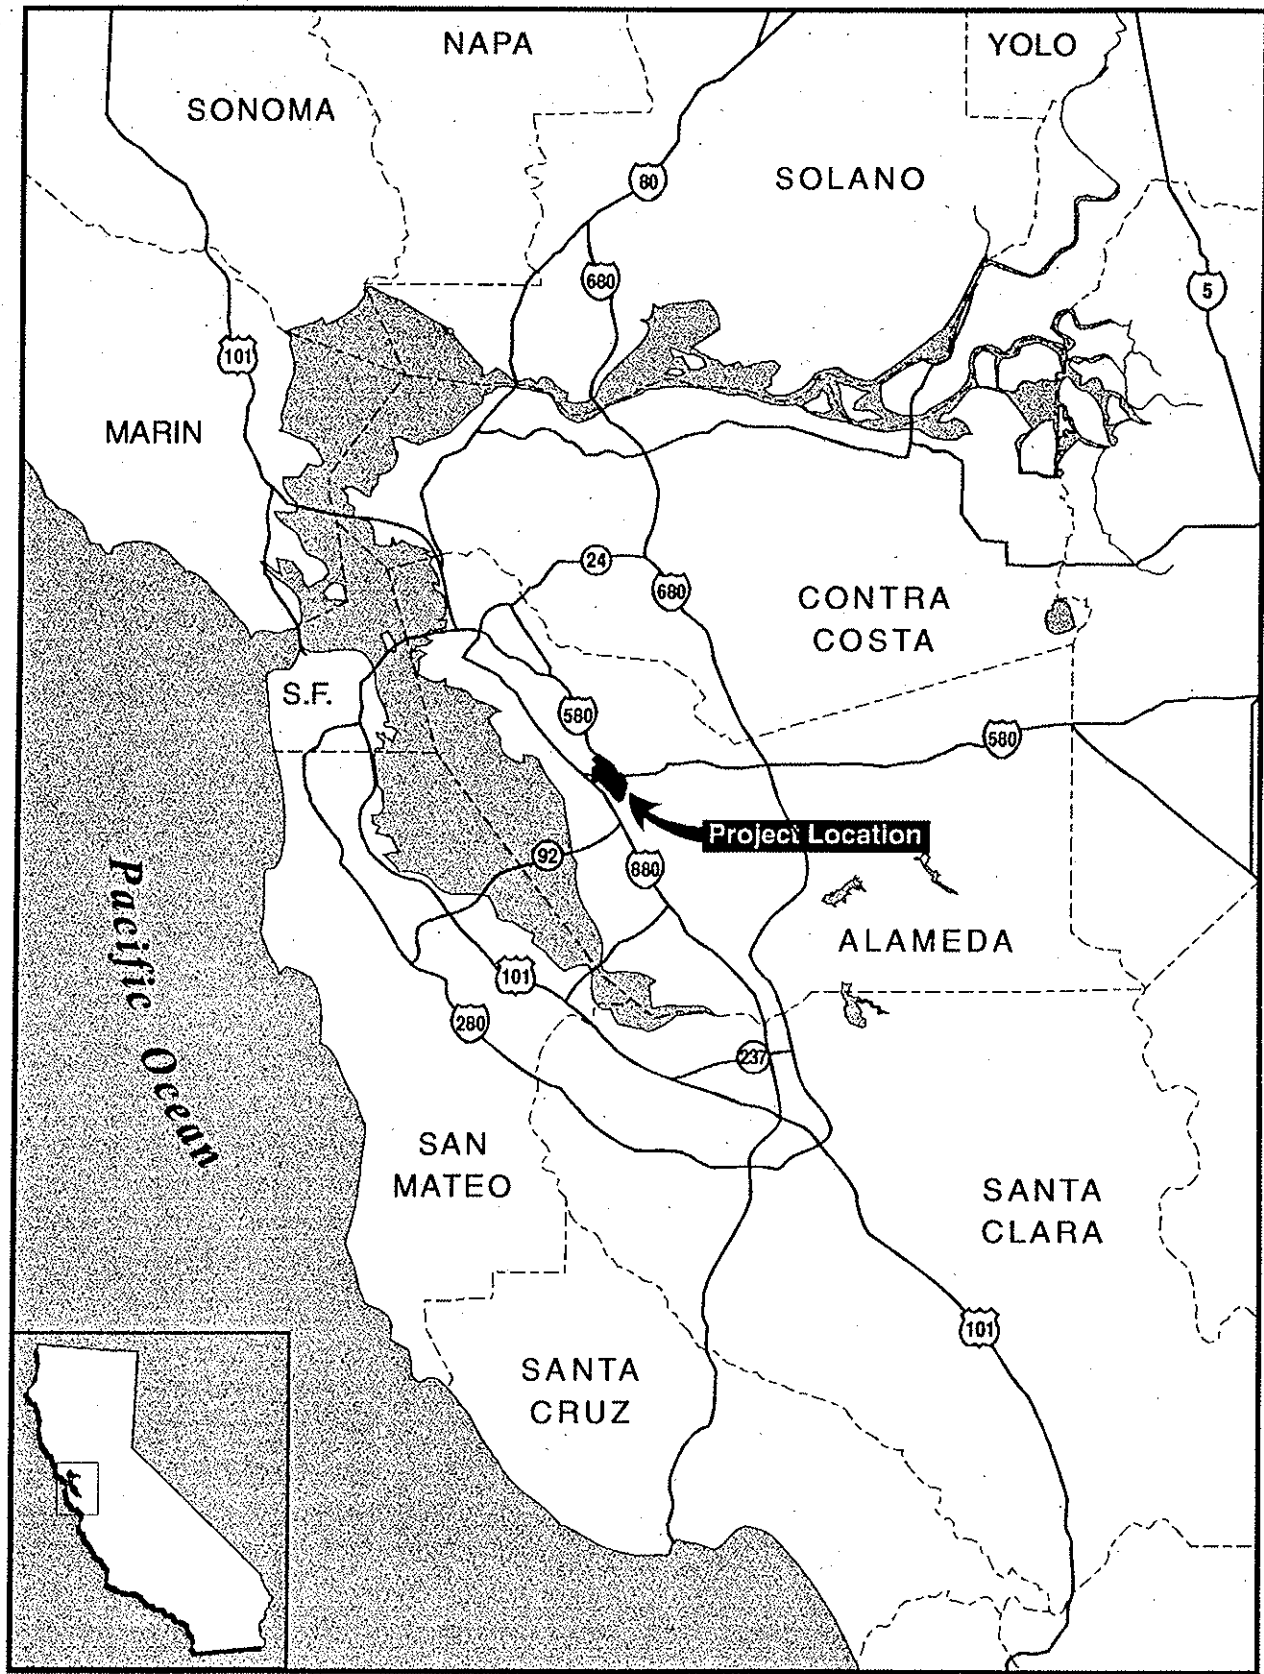 NAPA
YOLO
SONOMA
SOLANO
80
680
5
101
MARIN
24
680
CONTRA
COSTA
S.F.
580
580
Project Location
92
880
Pacific Ocean
ALAMEDA
101
280
237
SAN
MATEO
SANTA
CLARA
101
SANTA
CRUZ